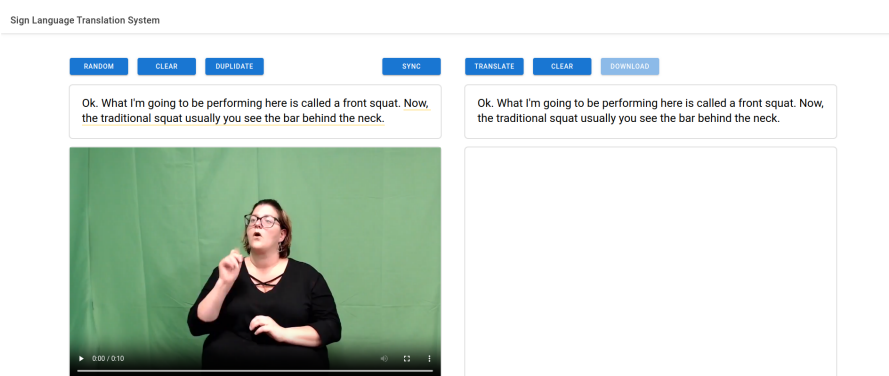 Sign Language Translation System
RANDOM CLEAR DUPLIDATE SYNC TRANSLATE CLEAR DOWNLOAD
Ok. What I'm going to be performing here is called a front squat. Now,
the traditional squat usually you see the bar behind the neck.
Ok. What I'm going to be performing here is called a front squat. Now,
the traditional squat usually you see the bar behind the neck.
0:00 / 0:10